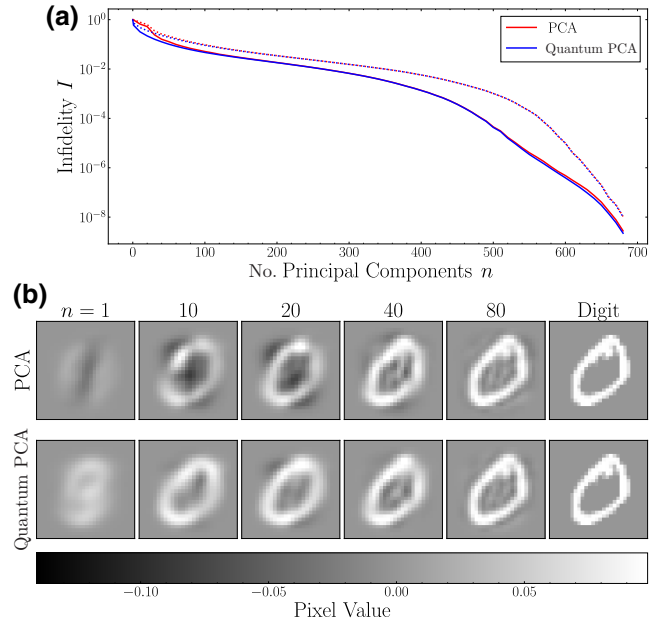 (a)
10⁰
10⁻²
10⁻⁴
10⁻⁶
10⁻⁸
Infidelity I
PCA
Quantum PCA
0 100 200 300 400 500 600 700
No. Principal Components n
(b)
n = 1 10 20 40 80 Digit
PCA
Quantum PCA
−0.10 −0.05 0.00 0.05
Pixel Value